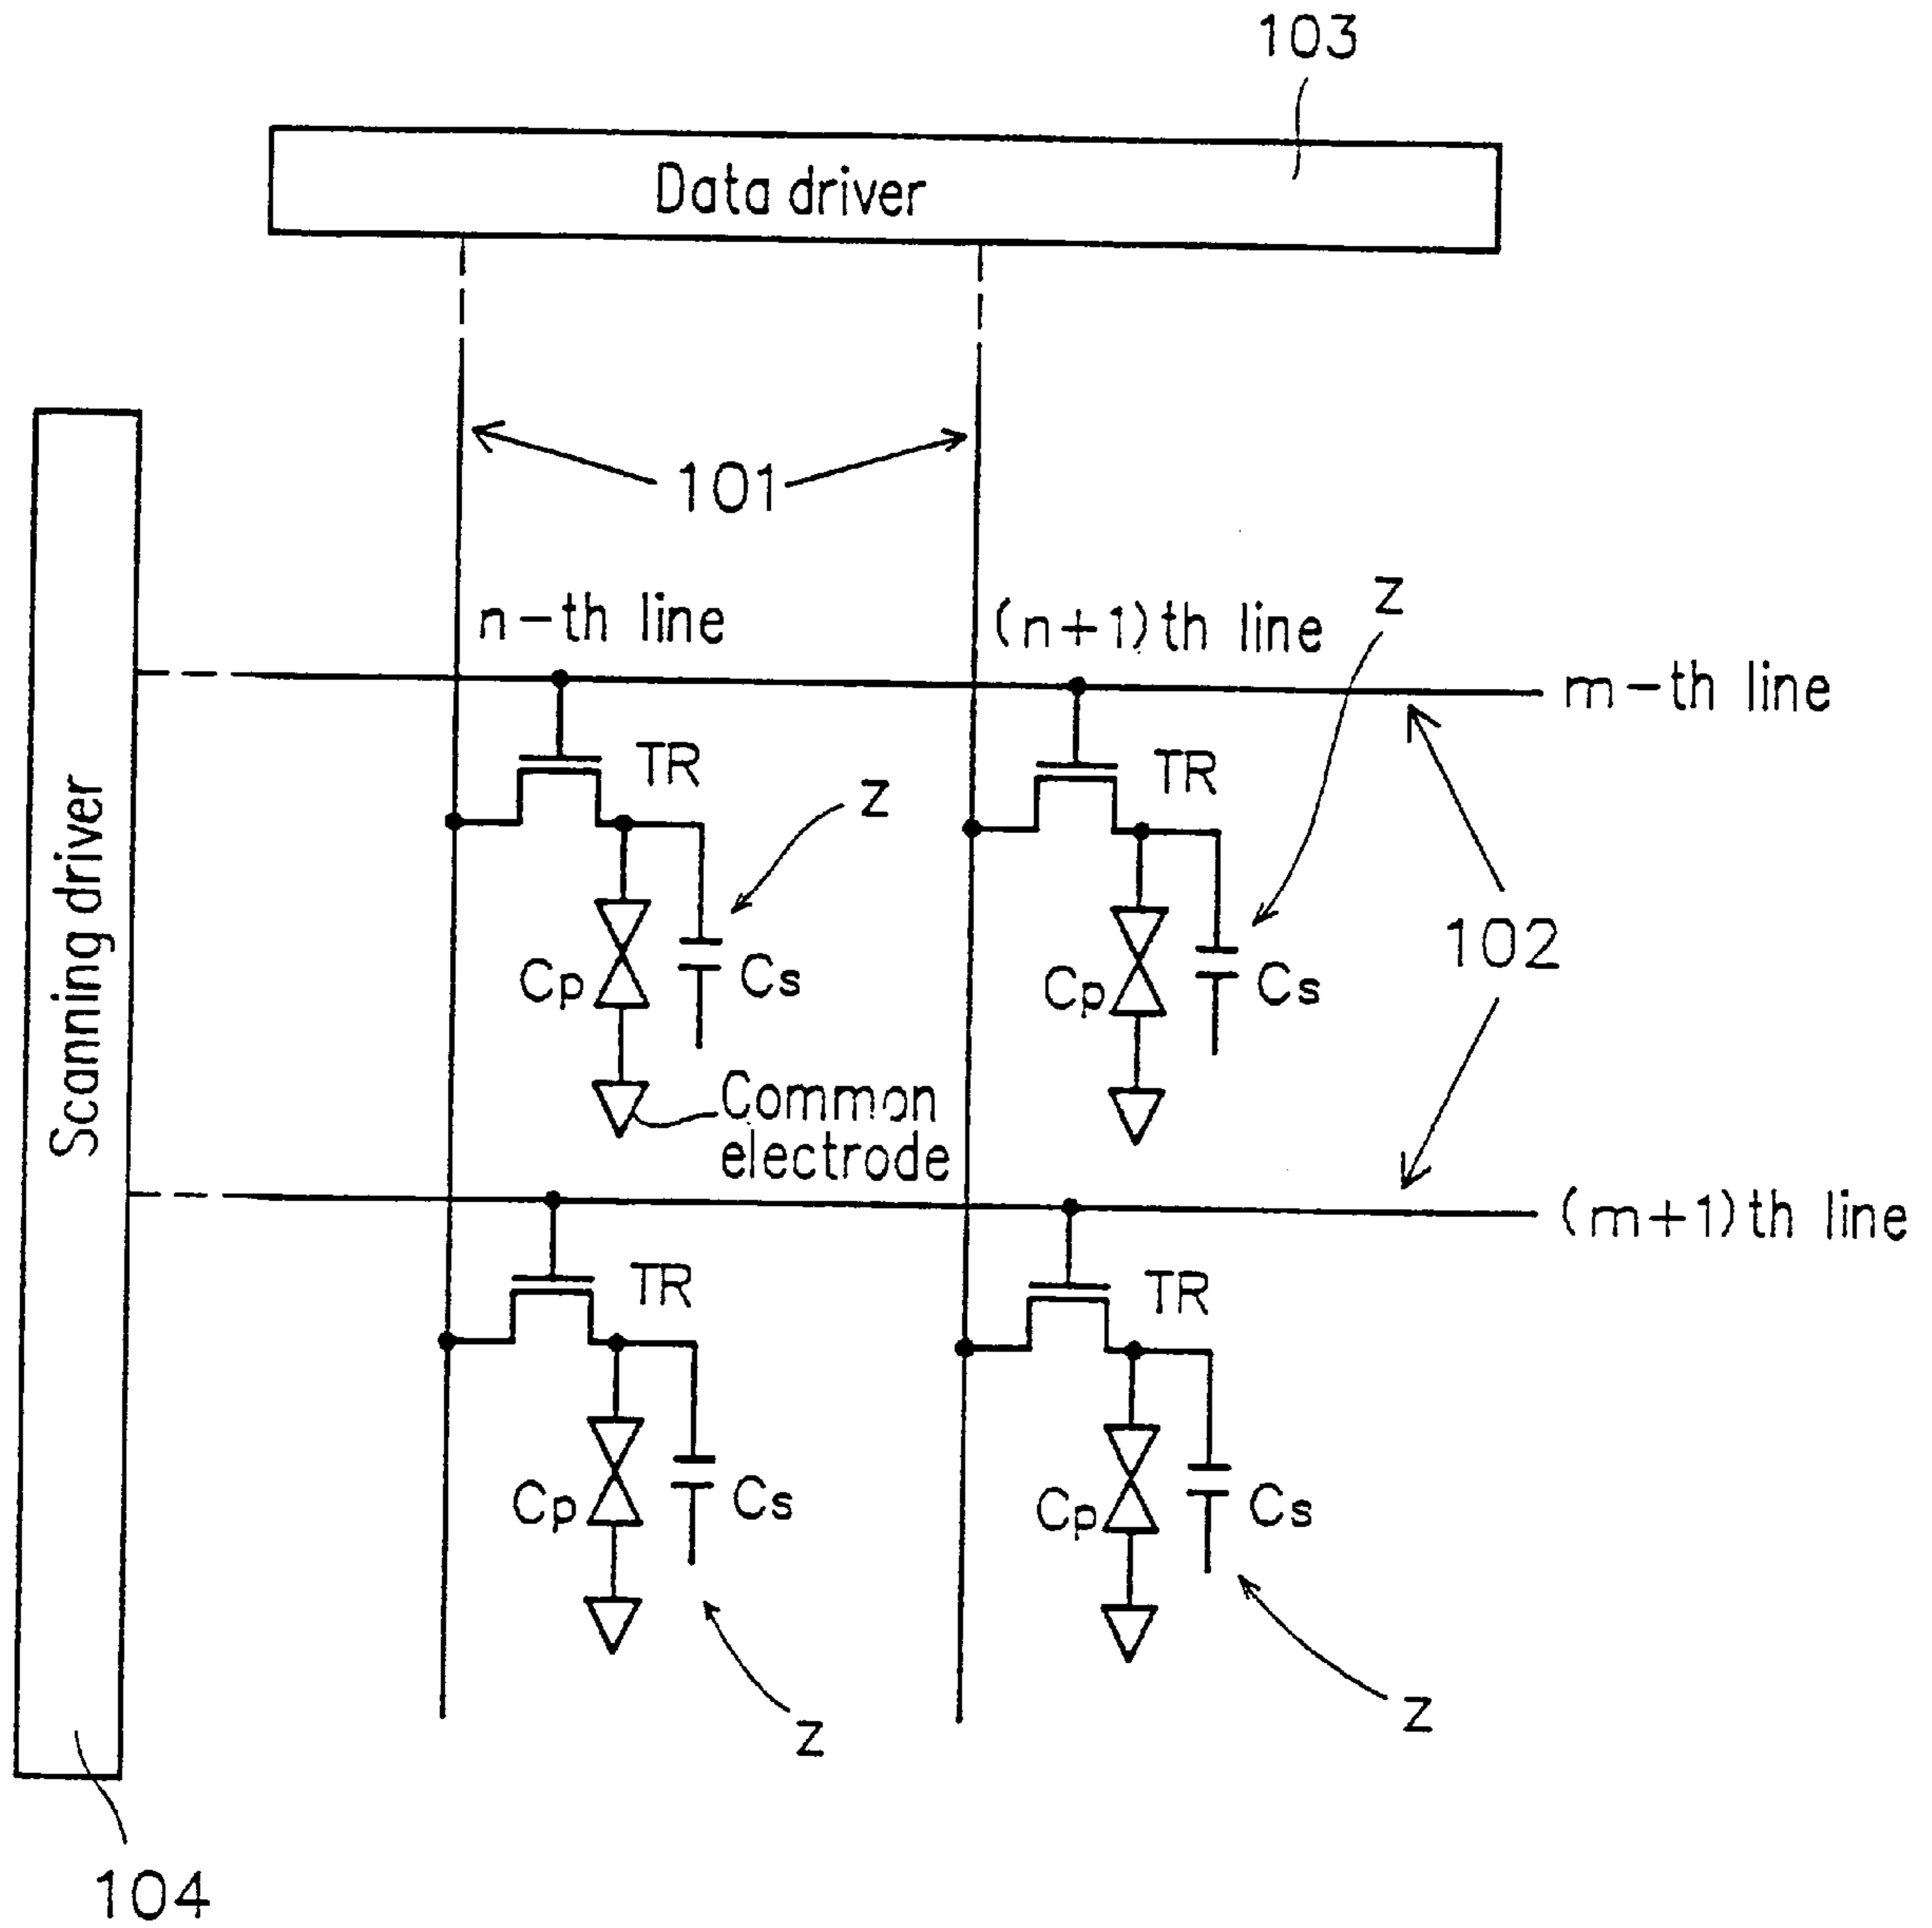 103
Data driver
101
n-th line
(n+1)th line
z
m-th line
TR
z
TR
Scanning driver
102
Cp
Cs
Cp
Cs
Common
electrode
(m+1)th line
TR
TR
Cp
Cs
Cp
Cs
z
z
104